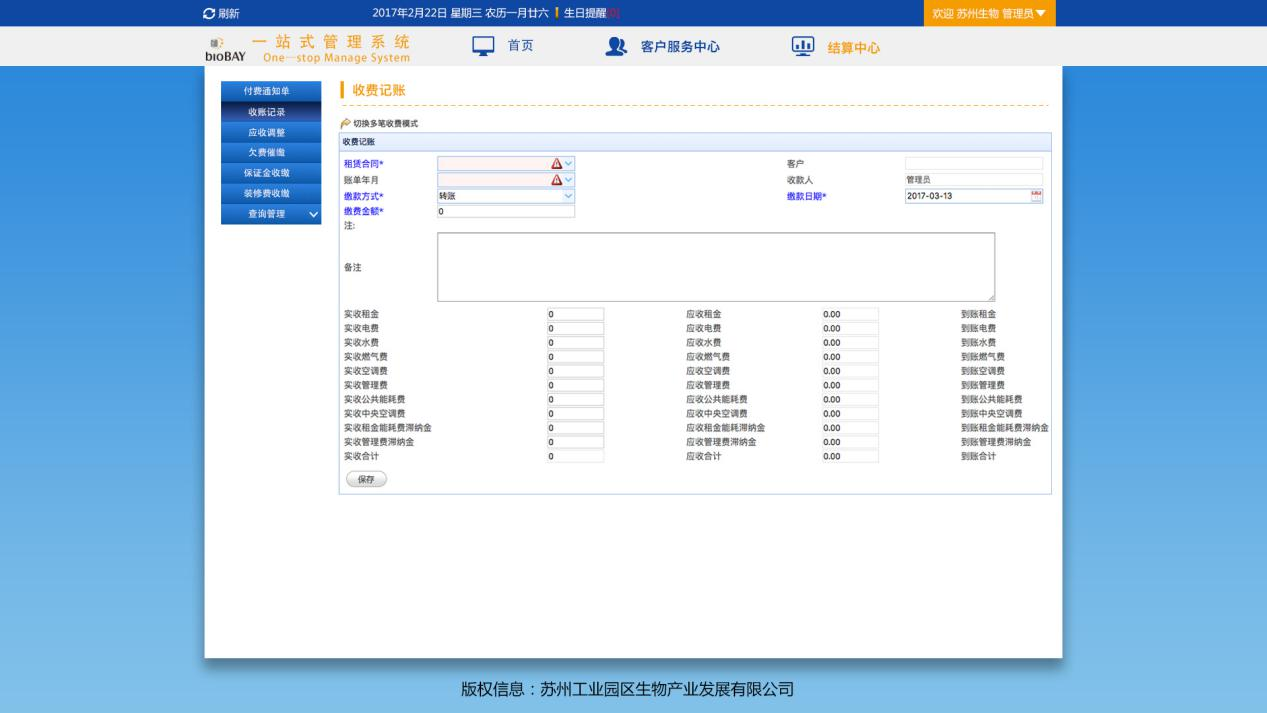 刷新
2017年2月22日 星期三 农历一月廿六 生日提醒[0]
欢迎 苏州生物 管理员
bioBAY
一站式管理系统
One-stop Manage System
首页
客户服务中心
结算中心
付费通知单
收账记录
应收调整
欠费催缴
保证金收缴
装修费收缴
查询管理
收费记账
切换多笔收费模式
收费记账
租赁合同* 客户
账单年月 收款人 管理员
缴款方式* 转账 缴款日期* 2017-03-13
缴费金额* 0
注:
备注
实收租金 0 应收租金 0.00 到账租金
实收电费 0 应收电费 0.00 到账电费
实收水费 0 应收水费 0.00 到账水费
实收燃气费 0 应收燃气费 0.00 到账燃气费
实收空调费 0 应收空调费 0.00 到账空调费
实收管理费 0 应收管理费 0.00 到账管理费
实收公共能耗费 0 应收公共能耗费 0.00 到账公共能耗费
实收中央空调费 0 应收中央空调费 0.00 到账中央空调费
实收租金能耗费滞纳金 0 应收租金能耗滞纳金 0.00 到账租金能耗费滞纳金
实收管理费滞纳金 0 应收管理费滞纳金 0.00 到账管理费滞纳金
实收合计 0 应收合计 0.00 到账合计
保存
版权信息：苏州工业园区生物产业发展有限公司